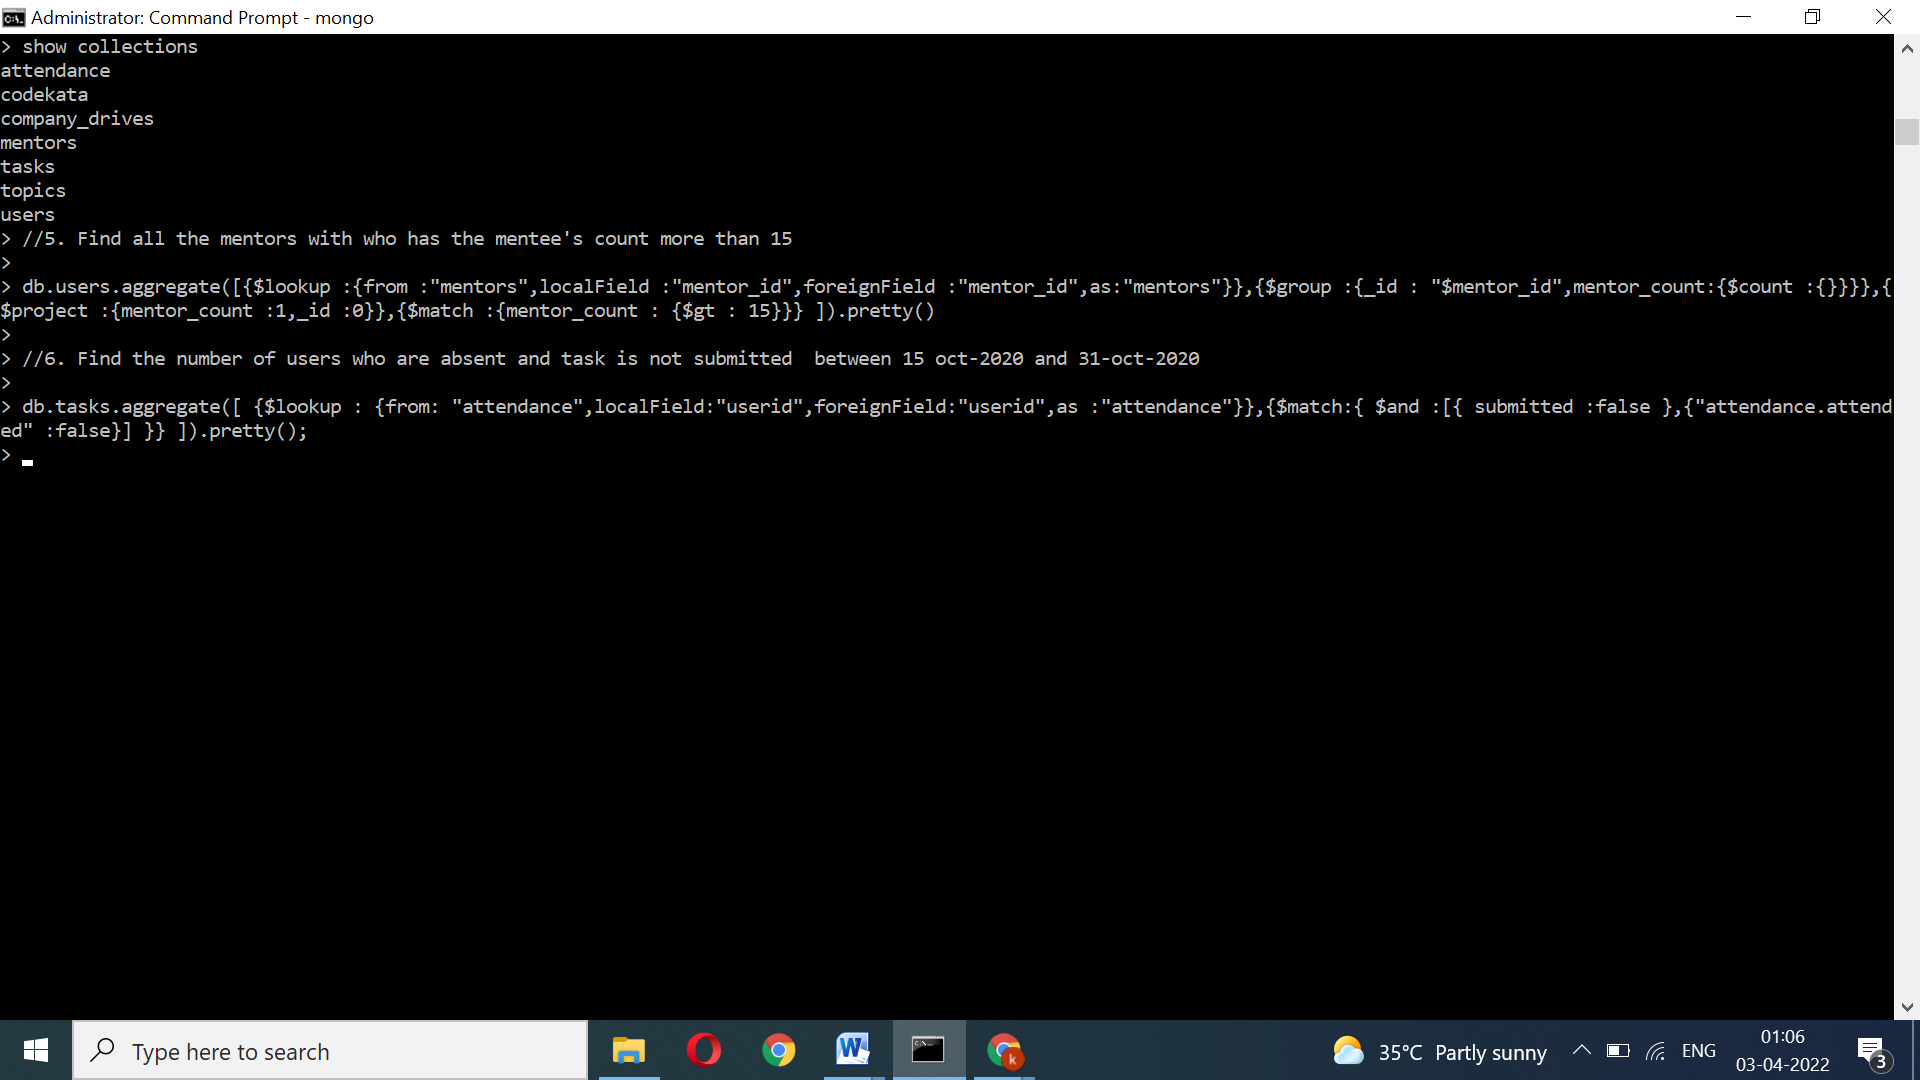 Administrator: Command Prompt - mongo
> show collections
attendance
codekata
company_drives
mentors
tasks
topics
users
> //5. Find all the mentors with who has the mentee's count more than 15
>
> db.users.aggregate([{$lookup :{from :"mentors",localField :"mentor_id",foreignField :"mentor_id",as:"mentors"}},{$group :{_id : "$mentor_id",mentor_count:{$count :{}}}},{
$project :{mentor_count :1,_id :0}},{$match :{mentor_count : {$gt : 15}}} ]).pretty()
>
> //6. Find the number of users who are absent and task is not submitted  between 15 oct-2020 and 31-oct-2020
>
> db.tasks.aggregate([ {$lookup : {from: "attendance",localField:"userid",foreignField:"userid",as :"attendance"}},{$match:{ $and :[{ submitted :false },{"attendance.attend
ed" :false}] }} ]).pretty();
>
Type here to search
35°C Partly sunny
ENG
01:06
03-04-2022
3